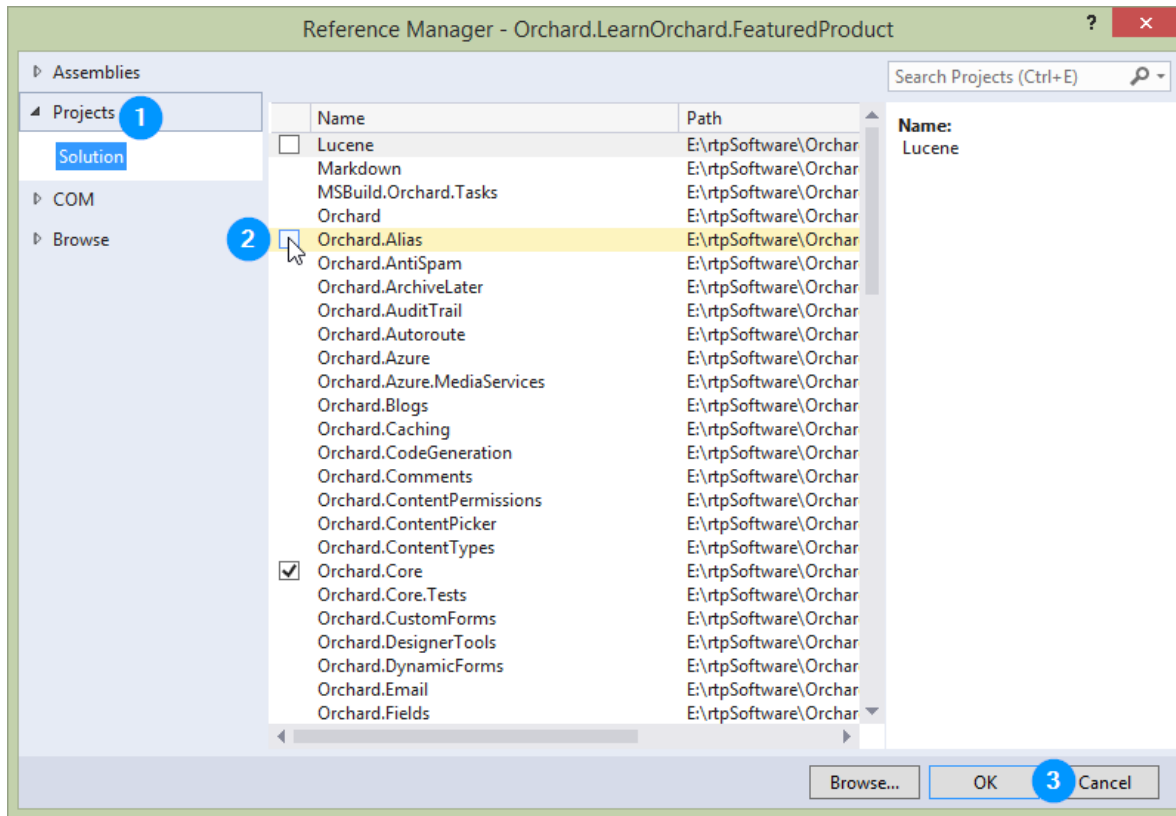 Reference Manager - Orchard.LearnOrchard.FeaturedProduct ? ×
Assemblies
Projects 1
Solution
COM
Browse
2
Name Path
Lucene E:\rtpSoftware\Orchar
Markdown E:\rtpSoftware\Orchar
MSBuild.Orchard.Tasks E:\rtpSoftware\Orchar
Orchard E:\rtpSoftware\Orchar
Orchard.Alias E:\rtpSoftware\Orchar
Orchard.AntiSpam E:\rtpSoftware\Orchar
Orchard.ArchiveLater E:\rtpSoftware\Orchar
Orchard.AuditTrail E:\rtpSoftware\Orchar
Orchard.Autoroute E:\rtpSoftware\Orchar
Orchard.Azure E:\rtpSoftware\Orchar
Orchard.Azure.MediaServices E:\rtpSoftware\Orchar
Orchard.Blogs E:\rtpSoftware\Orchar
Orchard.Caching E:\rtpSoftware\Orchar
Orchard.CodeGeneration E:\rtpSoftware\Orchar
Orchard.Comments E:\rtpSoftware\Orchar
Orchard.ContentPermissions E:\rtpSoftware\Orchar
Orchard.ContentPicker E:\rtpSoftware\Orchar
Orchard.ContentTypes E:\rtpSoftware\Orchar
Orchard.Core E:\rtpSoftware\Orchar
Orchard.Core.Tests E:\rtpSoftware\Orchar
Orchard.CustomForms E:\rtpSoftware\Orchar
Orchard.DesignerTools E:\rtpSoftware\Orchar
Orchard.DynamicForms E:\rtpSoftware\Orchar
Orchard.Email E:\rtpSoftware\Orchar
Orchard.Fields E:\rtpSoftware\Orchar
Search Projects (Ctrl+E)
Name:
Lucene
Browse... OK 3 Cancel